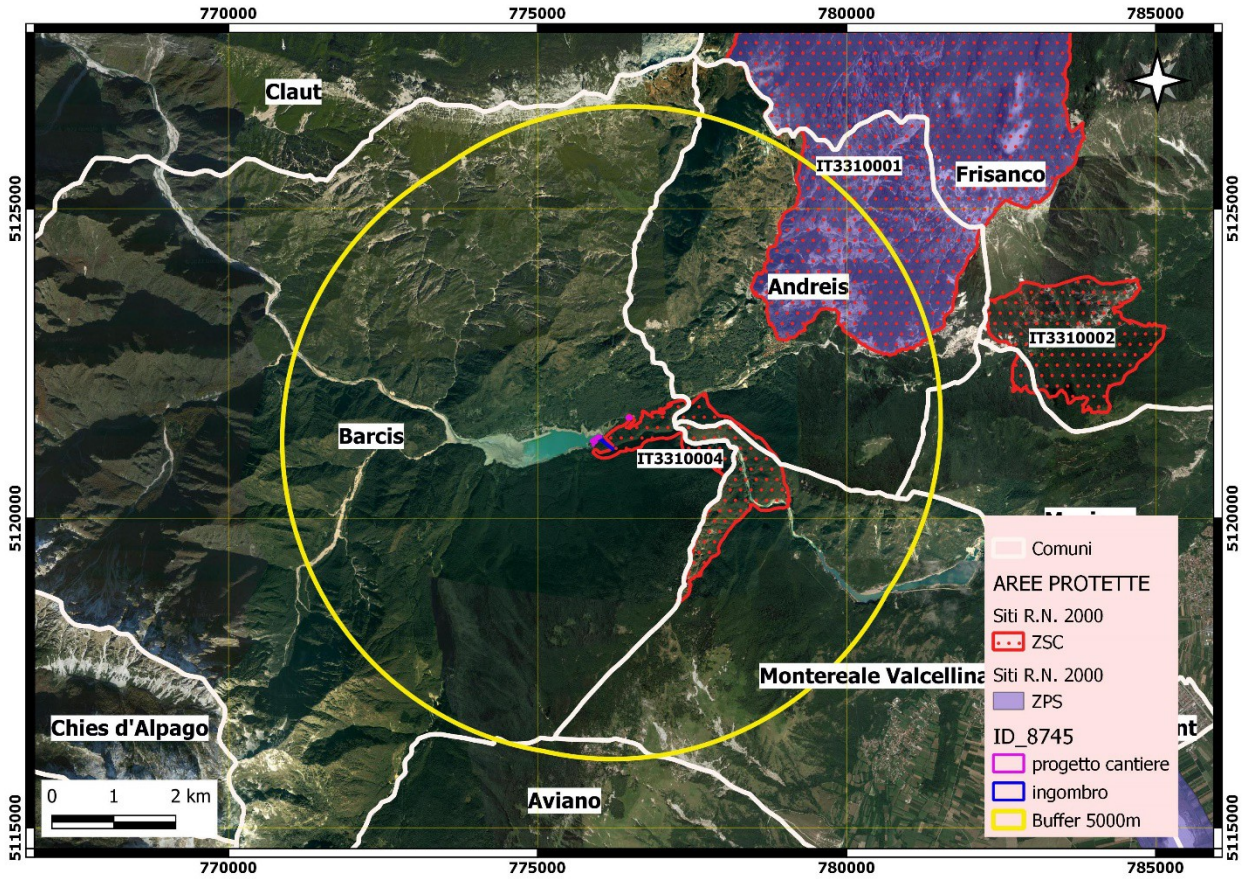 770000
775000
780000
785000
Claut
IT3310001
Frisanco
5125000
5125000
Andreis
IT3310002
Barcis
IT3310004
5120000
5120000
Comuni
AREE PROTETTE
Siti R.N. 2000
ZSC
Siti R.N. 2000
Montereale Valcellina
ZPS
Chies d'Alpago
nt
ID_8745
progetto cantiere
0 1 2 km
Aviano
ingombro
Buffer 5000m
5115000
5115000
770000
775000
780000
785000